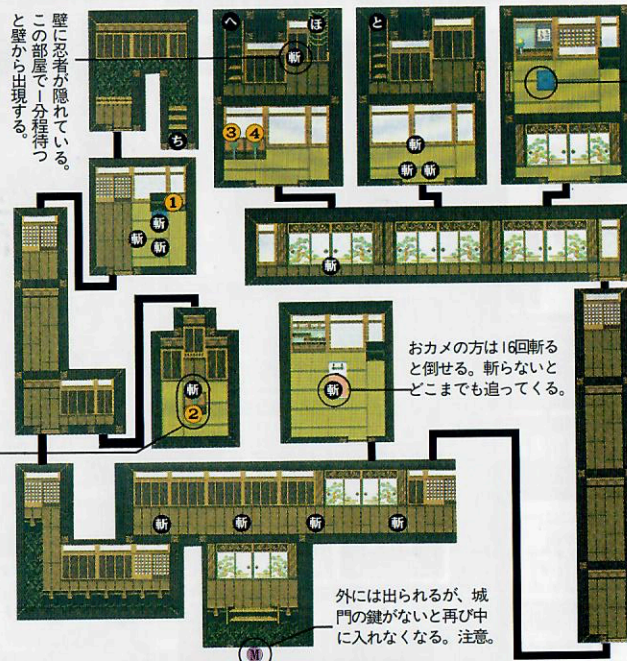 壁に忍者が隠れている。
この部屋で1分程待つ
と壁から出現する。
へ
ほ
斬
と
ち
①
斬
斬
斬
③
④
斬
斬
斬
斬
斬
②
斬
おカメの方は16回斬る
と倒せる。斬らないと
どこまでも追ってくる。
斬
斬
斬
斬
外には出られるが、城
門の鍵がないと再び中
に入れなくなる。注意。
M